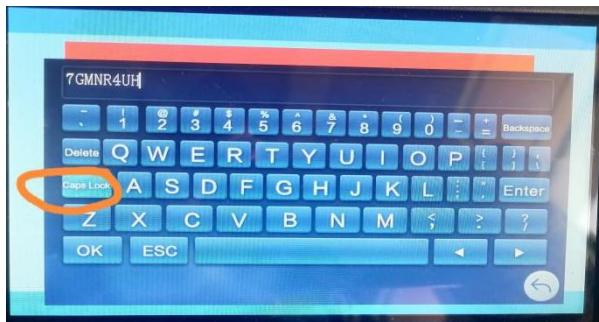 7GMNR4UH
~ ` ! 1 @ 2 # 3 $ 4 % 5 ^ 6 & 7 * 8 ( 9 ) 0 _ - + = Backspace
Delete Q W E R T Y U I O P { [ } ] | \
Caps Lock A S D F G H J K L : ; " ' Enter
Z X C V B N M < , > . ? /
OK ESC ◄ ►